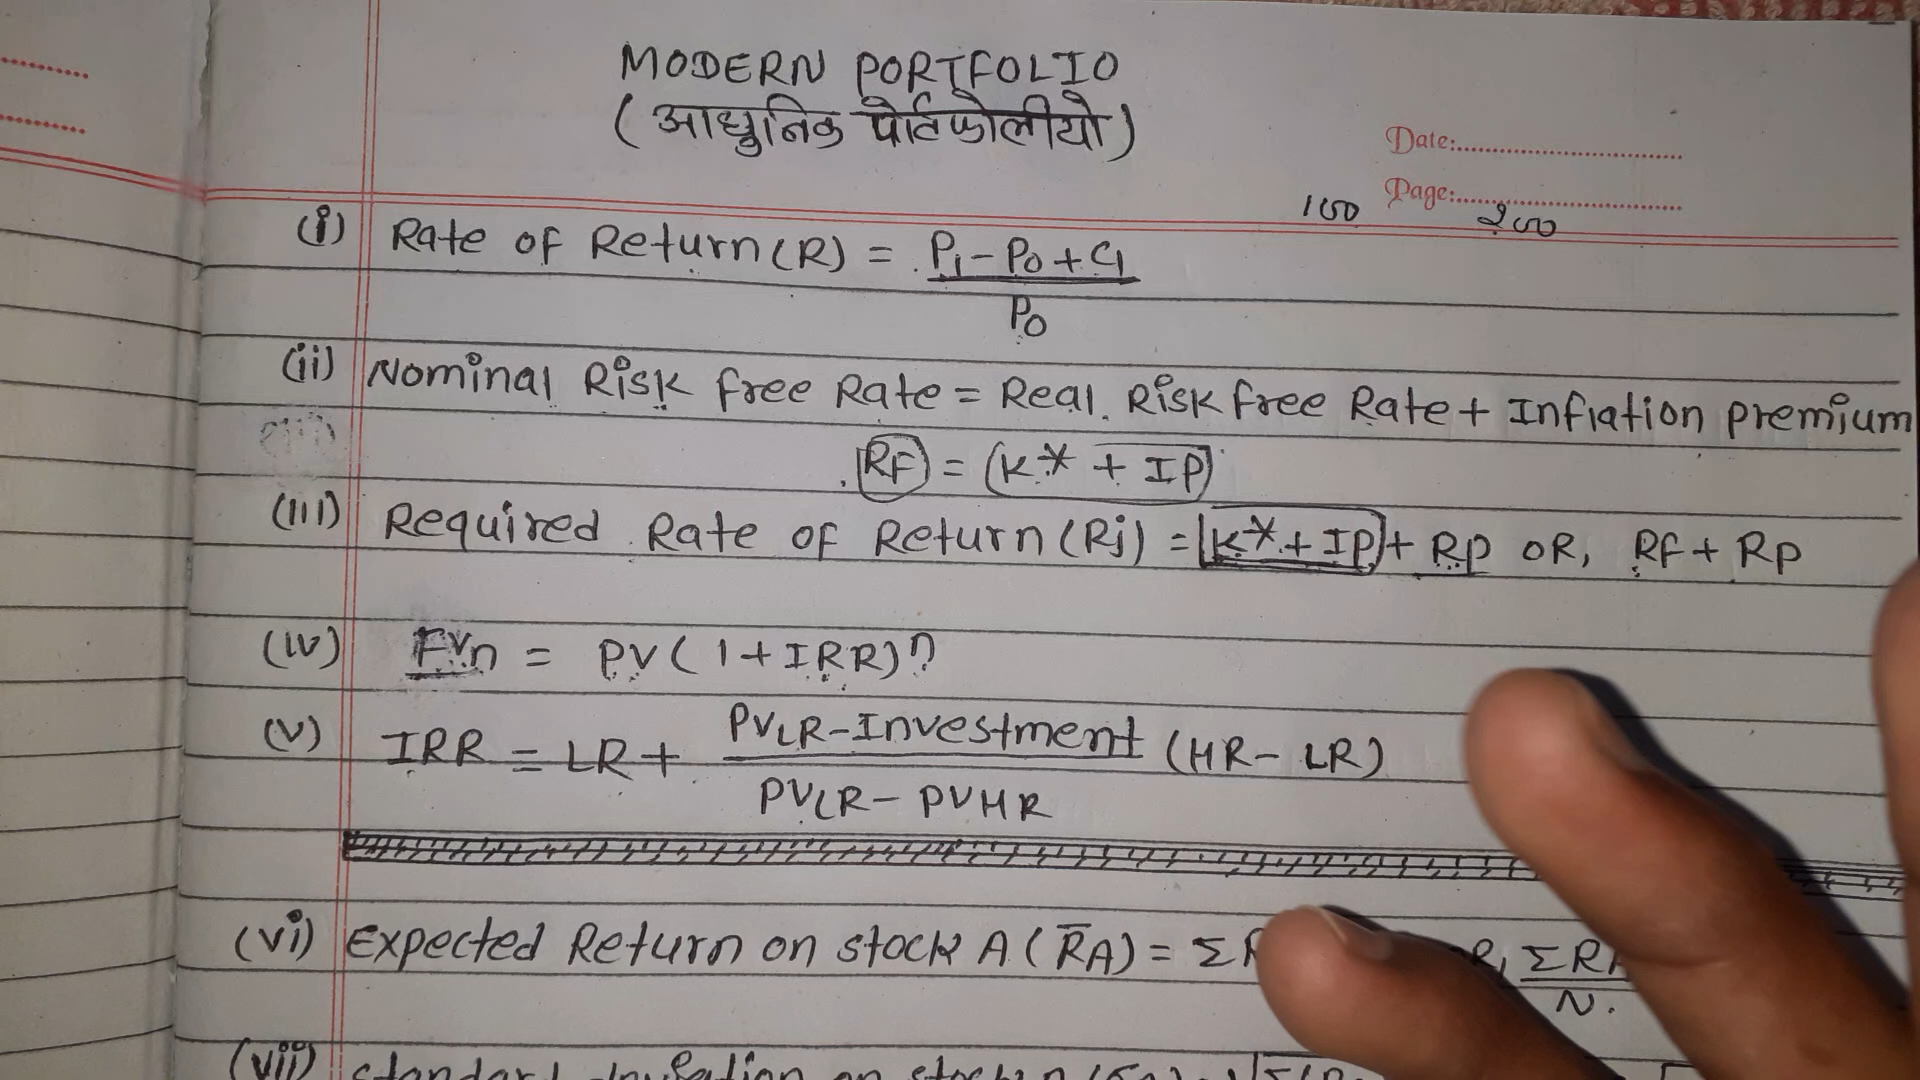 MODERN PORTFOLIO
(आधुनिक पोर्टफोलीयो)
Date:
Page:
100 200
(i) Rate of Return (R) = P1 - P0 + C1
P0
(ii) Nominal Risk free Rate = Real Risk free Rate + Inflation premium
RF = (K* + IP)
(iii) Required Rate of Return (Rj) = K* + IP + RP OR, RF + RP
(iv) FVn = PV (1 + IRR)n
(v) IRR = LR + PVLR - Investment (HR - LR)
PVLR - PVHR
(vi) Expected Return on stock A (R̅A) = Σ ΣRA
N.
(vii) on